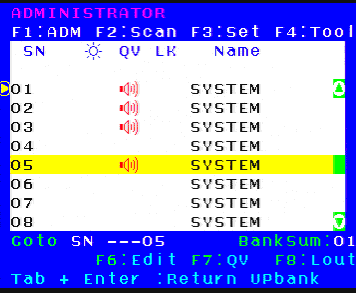 ADMINISTRATOR
F1:ADM F2:Scan F3:Set F4:Tool
SN QV LK Name
01 SYSTEM
02 SYSTEM
03 SYSTEM
04 SYSTEM
05 SYSTEM
06 SYSTEM
07 SYSTEM
08 SYSTEM
Goto SN ---05 BankSum:01
F6:Edit F7:QV F8:Lout
Tab + Enter :Return UPbank